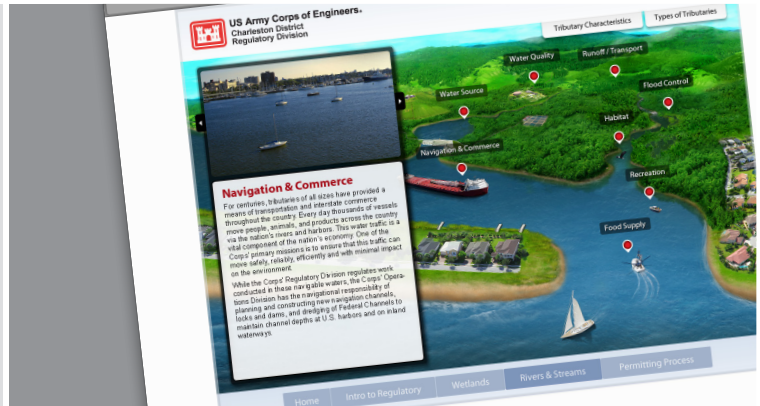 US Army Corps of Engineers.
Charleston District
Regulatory Division
Tributary Characteristics
Types of Tributaries
Water Quality
Runoff / Transport
Water Source
Flood Control
Habitat
Navigation & Commerce
Recreation
Food Supply
Navigation & Commerce
For centuries, tributaries of all sizes have provided a
means of transportation and interstate commerce
throughout the country. Every day thousands of vessels
move people, animals, and products across the country
via the nation's rivers and harbors. This water traffic is a
vital component of the nation's economy. One of the
Corps' primary missions is to ensure that this traffic can
move safely, reliably, efficiently and with minimal impact
on the environment.
While the Corps' Regulatory Division regulates work
conducted in these navigable waters, the Corps' Opera-
tions Division has the navigational responsibility of
planning and constructing new navigation channels,
locks and dams, and dredging of Federal Channels to
maintain channel depths at U.S. harbors and on inland
waterways.
Home
Intro to Regulatory
Wetlands
Rivers & Streams
Permitting Process